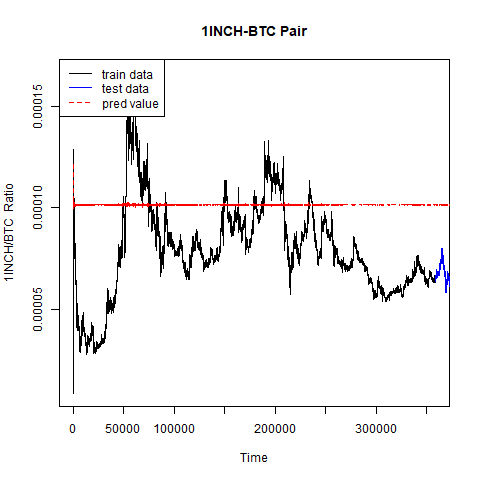 1INCH-BTC Pair
train data
test data
pred value
1INCH/BTC Ratio
0.00015
0.00010
0.00005
0
50000
100000
200000
300000
Time